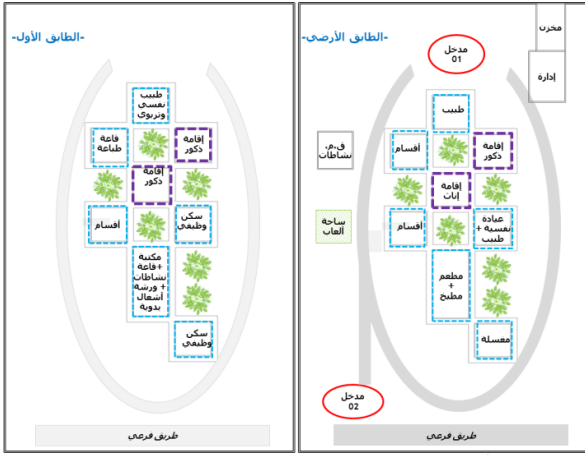 -الطابق الأرضي-
مخزن
إدارة
مدخل
01
طبيب
أقسام
إقامة
ذكور
ق.م.
نشاطات
إقامة
إناث
ساحة
ألعاب
أقسام
عيادة
نفسية +
طبيب
مطعم
+
مطبخ
مغسلة
مدخل
02
طريق فرعي
-الطابق الأول-
طبيب
نفسي
وتربوي
قاعة
طباعة
إقامة
ذكور
إقامة
ذكور
أقسام
سكن
وظيفي
مكتبة
+قاعة
نشاطات
+ ورشة
أشغال
يدوية
سكن
وظيفي
طريق فرعي